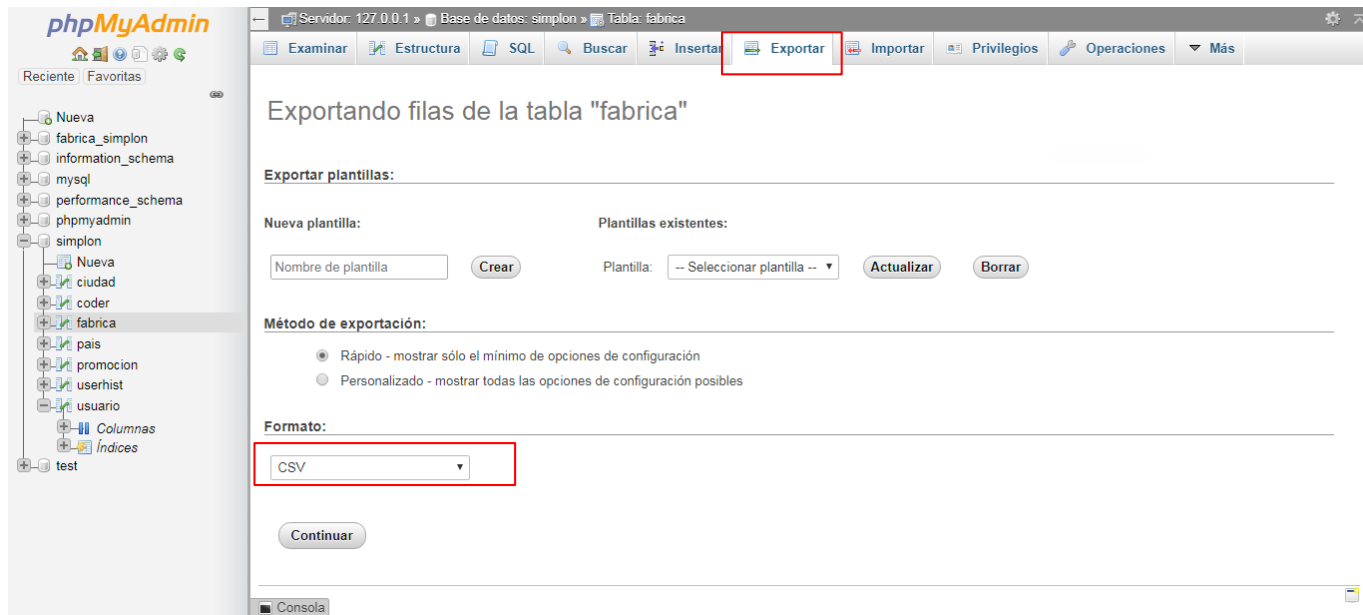 phpMyAdmin
Reciente Favoritas
Nueva
fabrica_simplon
information_schema
mysql
performance_schema
phpmyadmin
simplon
Nueva
ciudad
coder
fabrica
pais
promocion
userhist
usuario
Columnas
Índices
test
Servidor: 127.0.0.1 » Base de datos: simplon » Tabla: fabrica
Examinar Estructura SQL Buscar Insertar Exportar Importar Privilegios Operaciones Más
Exportando filas de la tabla "fabrica"
Exportar plantillas:
Nueva plantilla: Plantillas existentes:
Nombre de plantilla Crear Plantilla: -- Seleccionar plantilla -- Actualizar Borrar
Método de exportación:
Rápido - mostrar sólo el mínimo de opciones de configuración
Personalizado - mostrar todas las opciones de configuración posibles
Formato:
CSV
Continuar
Consola